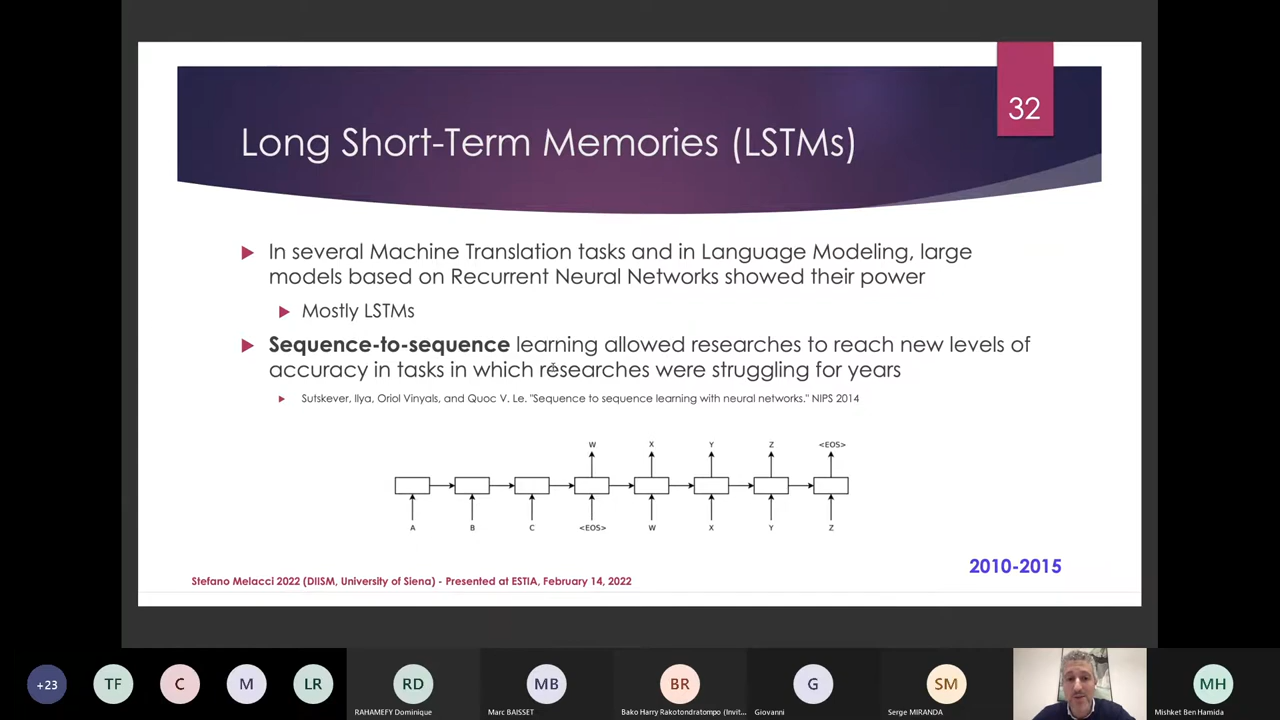 32
Long Short-Term Memories (LSTMs)
In several Machine Translation tasks and in Language Modeling, large
models based on Recurrent Neural Networks showed their power
Mostly LSTMs
Sequence-to-sequence learning allowed researches to reach new levels of
accuracy in tasks in which researches were struggling for years
Sutskever, Ilya, Oriol Vinyals, and Quoc V. Le. "Sequence to sequence learning with neural networks." NIPS 2014
W X Y Z <EOS>
A B C <EOS> W X Y Z
2010-2015
Stefano Melacci 2022 (DIISM, University of Siena) - Presented at ESTIA, February 14, 2022
+23 TF C M LR RD MB BR G SM MH
RAHAMEFY Dominique Marc BAISSET Bako Harry Rakotondratompo (Invit... Giovanni Serge MIRANDA Mishket Ben Hamida